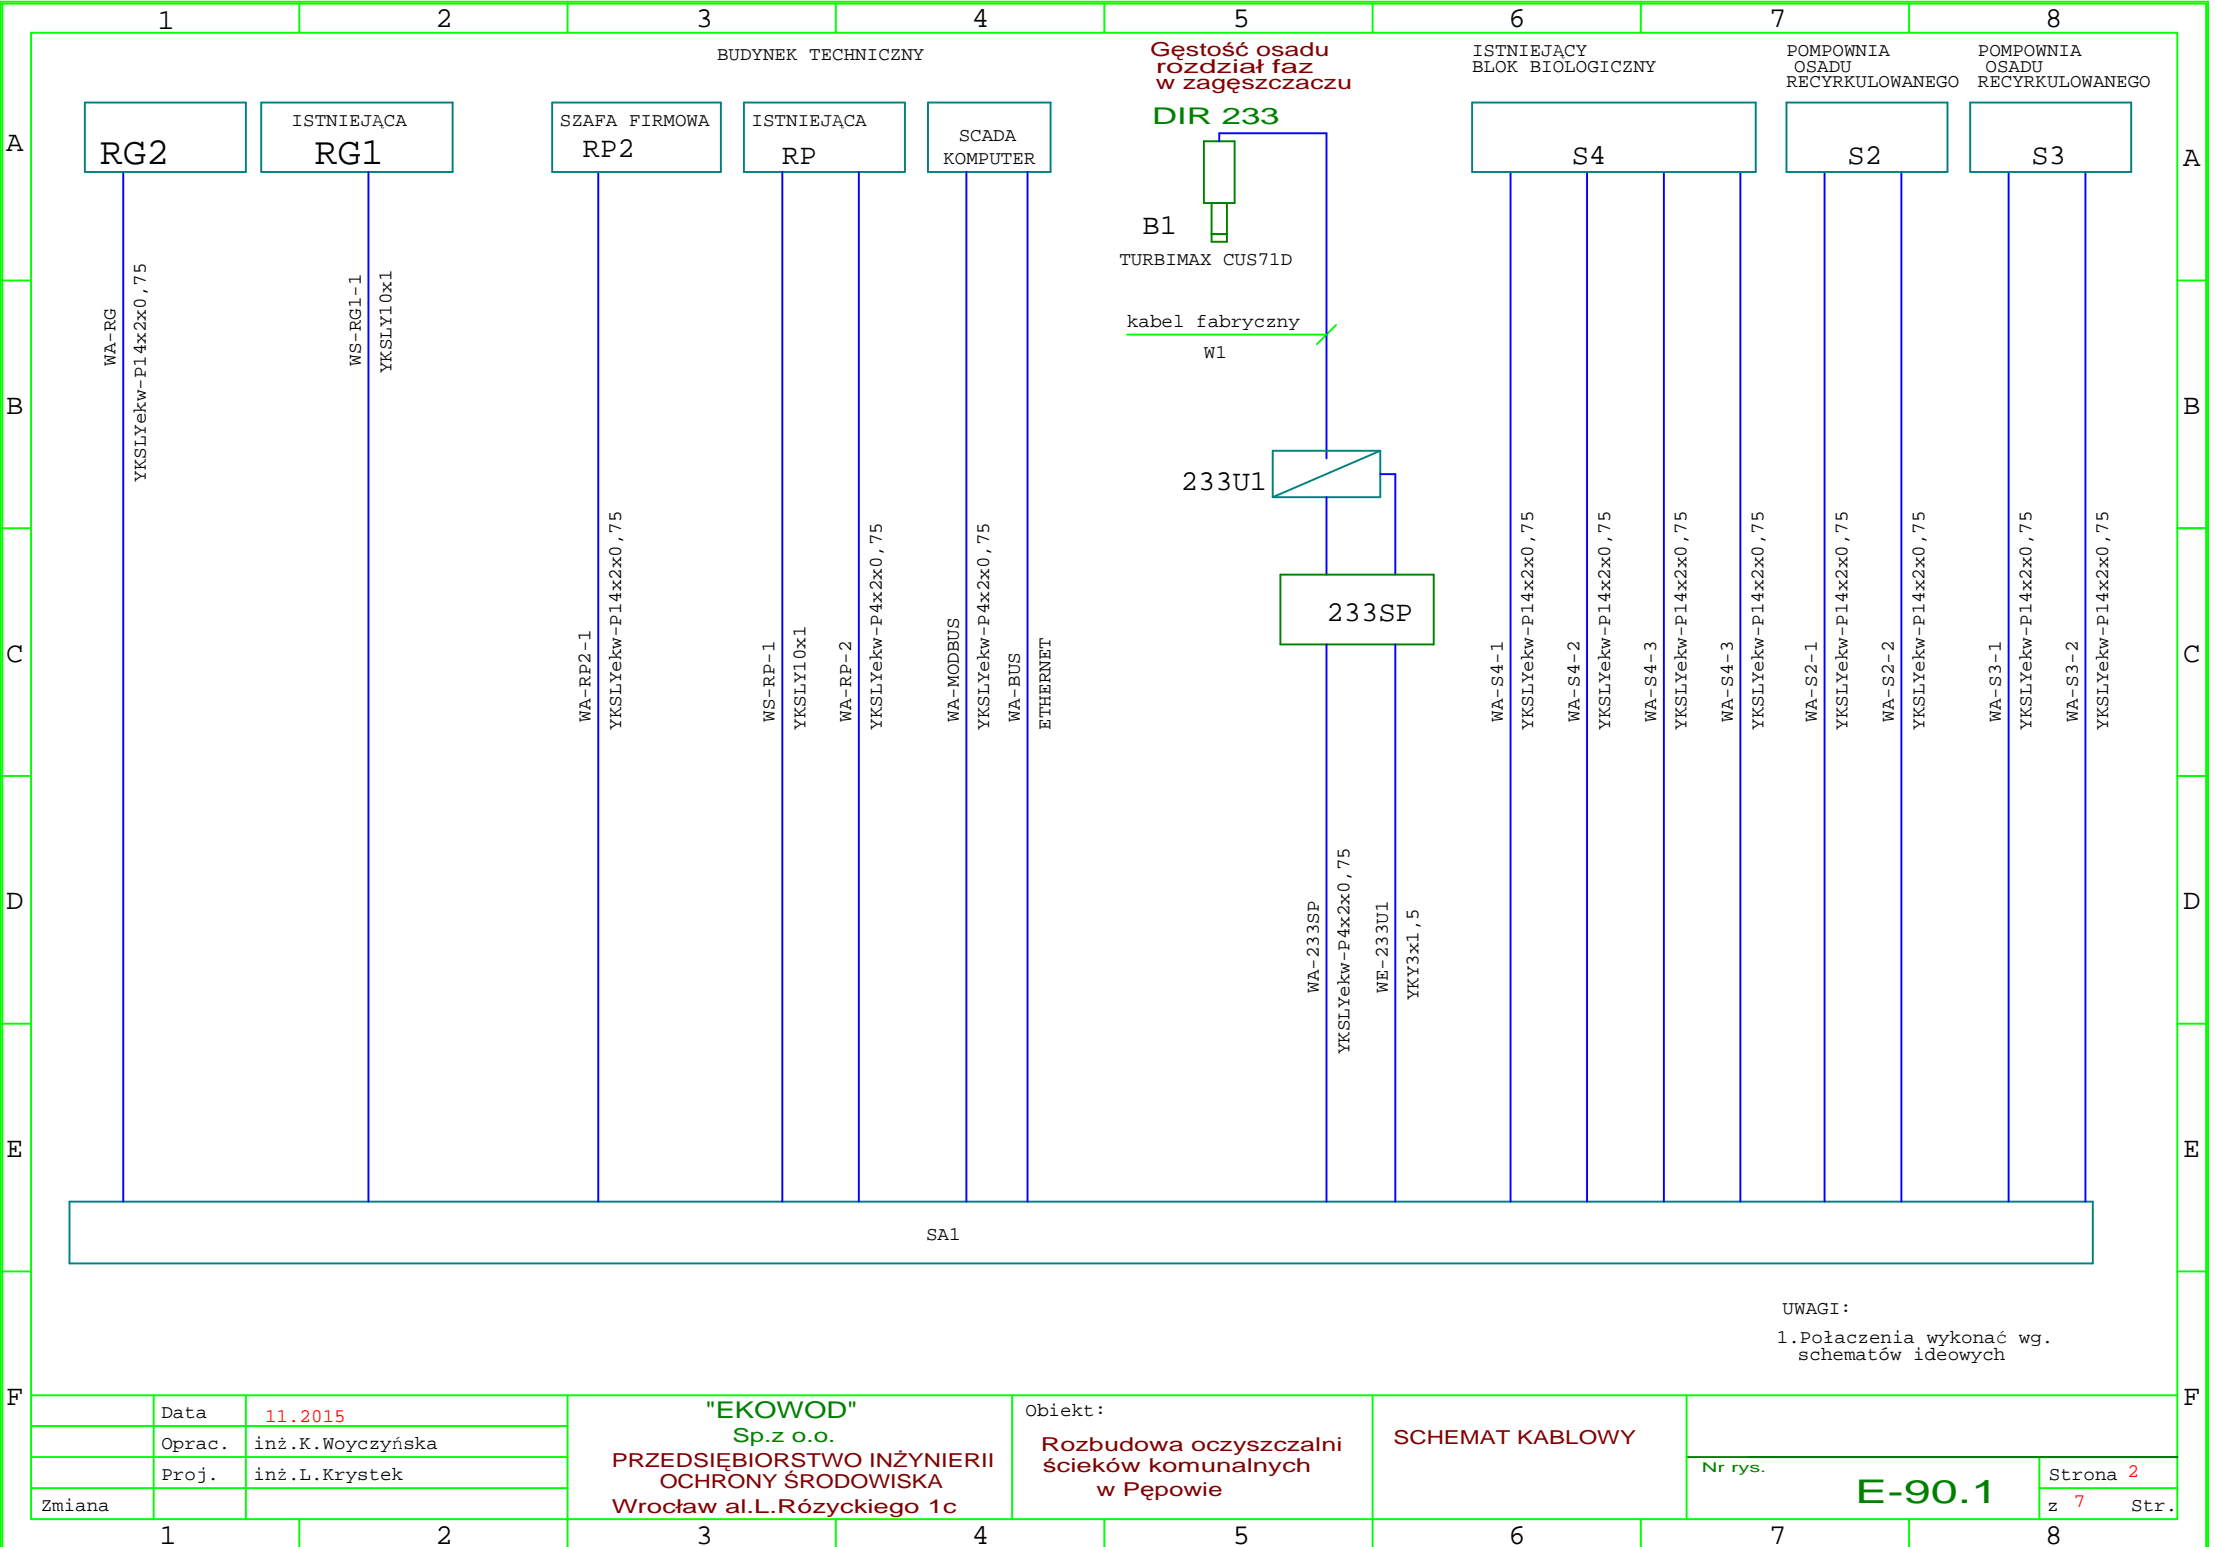 1 2 3 4 5 6 7 8
BUDYNEK TECHNICZNY
Gęstość osadu
rozdział faz
w zagęszczaczu
DIR 233
ISTNIEJĄCY
BLOK BIOLOGICZNY
POMPOWNIA
OSADU
RECYRKULOWANEGO
POMPOWNIA
OSADU
RECYRKULOWANEGO
A
RG2
ISTNIEJĄCA
RG1
SZAFA FIRMOWA
RP2
ISTNIEJĄCA
RP
SCADA
KOMPUTER
S4
S2
S3
A
B1
TURBIMAX CUS71D
kabel fabryczny
W1
WA-RG
YKSLYekw-P14x2x0,75
WS-RG1-1
YKSLY10x1
B
B
233U1
233SP
C
WA-RP2-1
YKSLYekw-P14x2x0,75
WS-RP-1
YKSLY10x1
WA-RP-2
YKSLYekw-P4x2x0,75
WA-MODBUS
YKSLYekw-P4x2x0,75
WA-BUS
ETHERNET
WA-S4-1
YKSLYekw-P14x2x0,75
WA-S4-2
YKSLYekw-P14x2x0,75
WA-S4-3
YKSLYekw-P14x2x0,75
WA-S4-3
YKSLYekw-P14x2x0,75
WA-S2-1
YKSLYekw-P14x2x0,75
WA-S2-2
YKSLYekw-P14x2x0,75
WA-S3-1
YKSLYekw-P14x2x0,75
WA-S3-2
YKSLYekw-P14x2x0,75
C
D
WA-233SP
YKSLYekw-P4x2x0,75
WE-233U1
YKY3x1,5
D
E
E
SA1
UWAGI:
1.Połaczenia wykonać wg.
schematów ideowych
F
F
Data 11.2015
Oprac. inż.K.Woyczyńska
Proj. inż.L.Krystek
Zmiana
"EKOWOD"
Sp.z o.o.
PRZEDSIĘBIORSTWO INŻYNIERII
OCHRONY ŚRODOWISKA
Wrocław al.L.Rózyckiego 1c
Obiekt:
Rozbudowa oczyszczalni
ścieków komunalnych
w Pępowie
SCHEMAT KABLOWY
Nr rys.
E-90.1
Strona 2
z 7 Str.
1 2 3 4 5 6 7 8